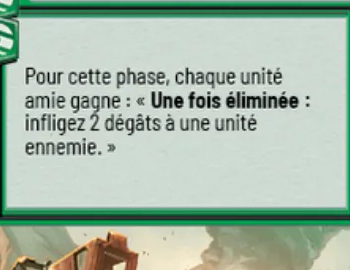 Pour cette phase, chaque unité
amie gagne : « Une fois éliminée :
infligez 2 dégâts à une unité
ennemie. »